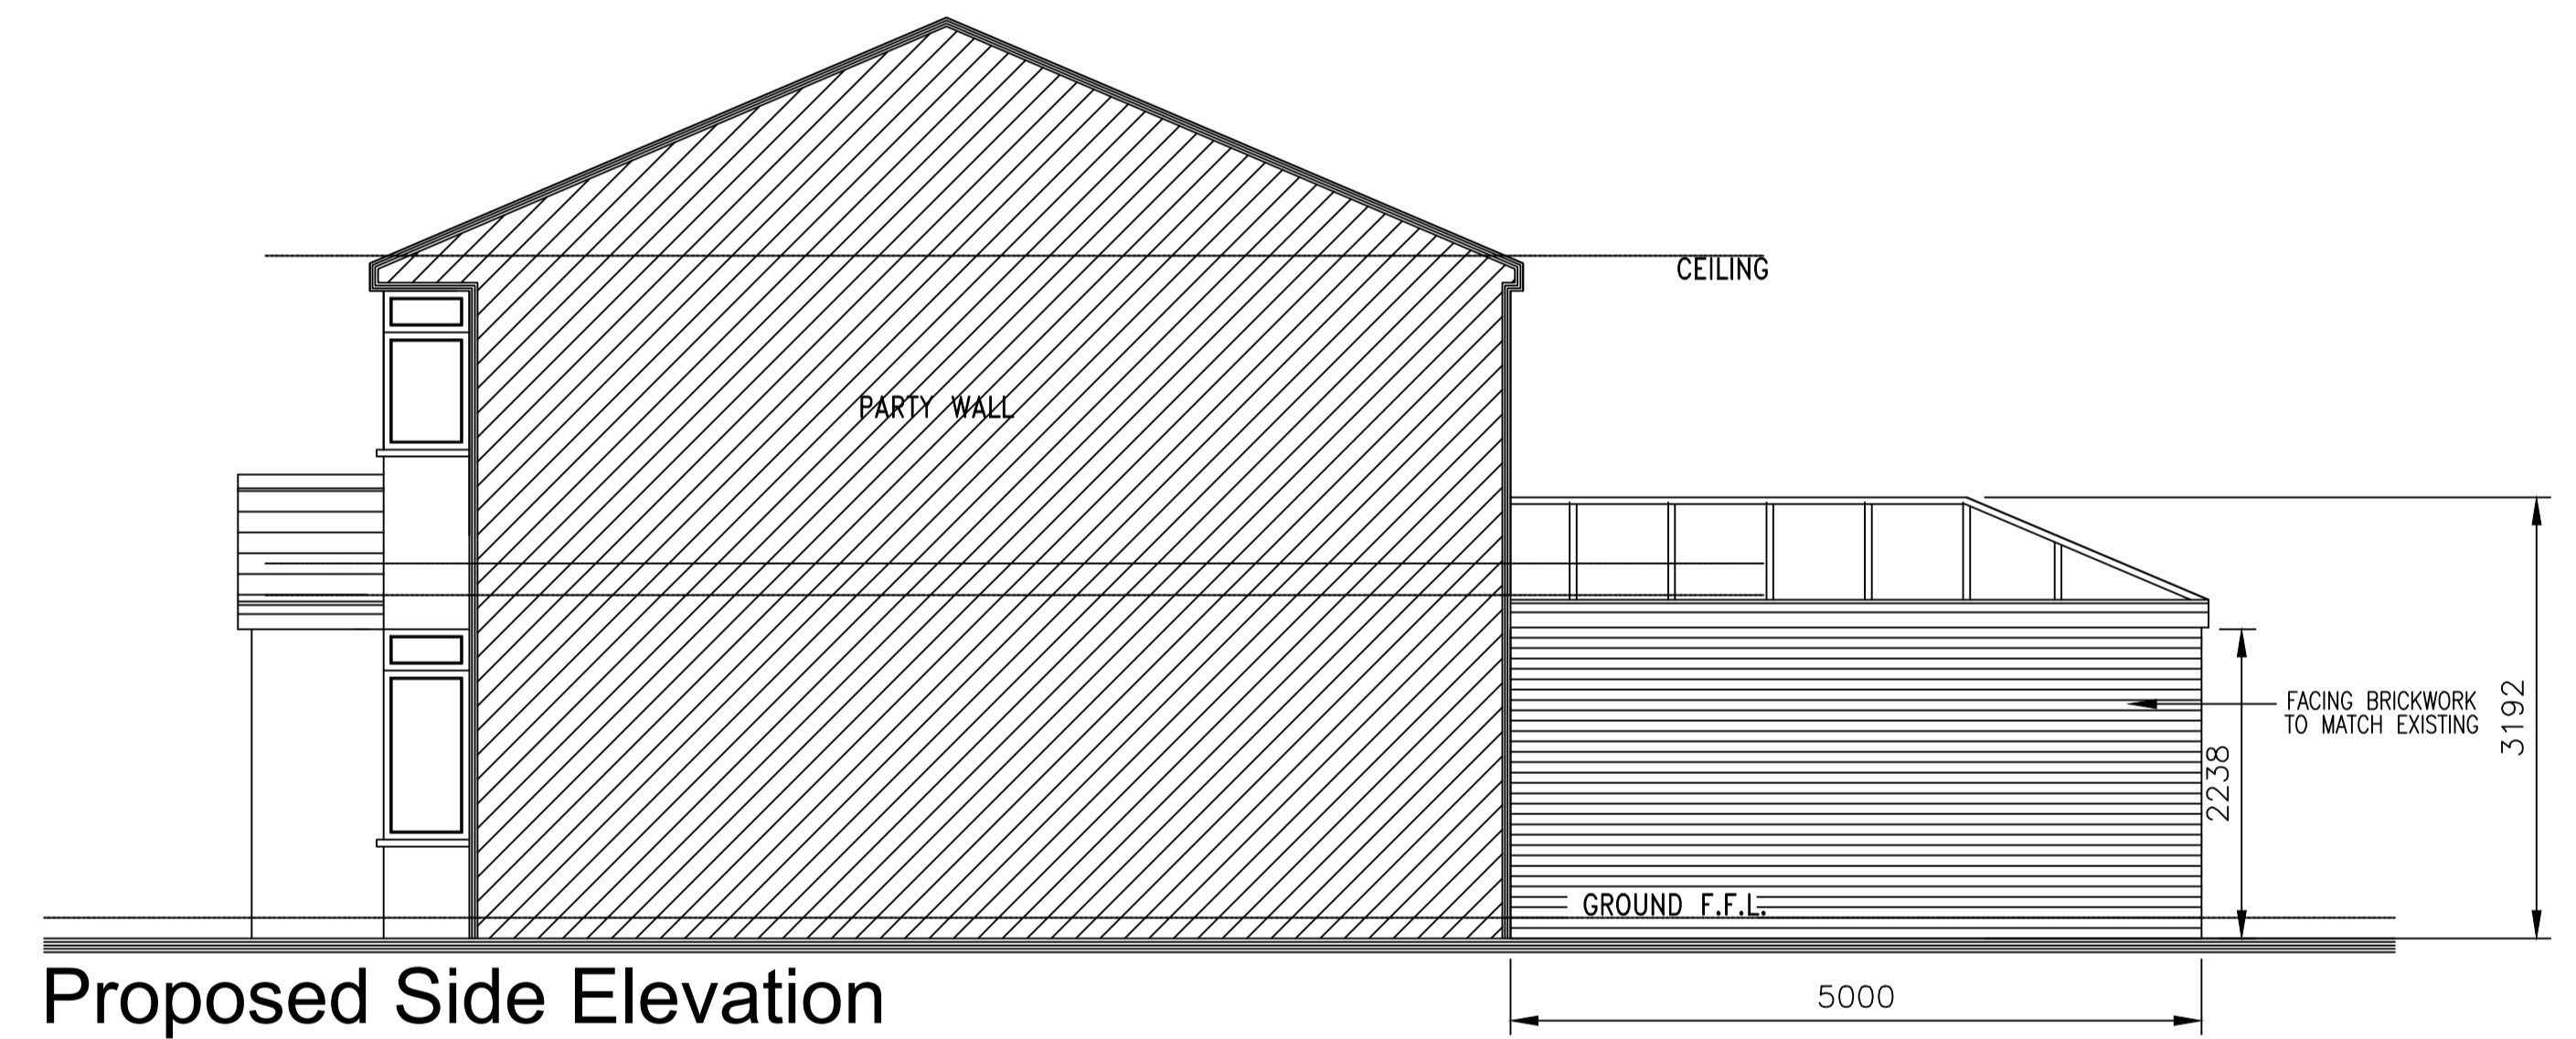 CEILING
PARTY WALL
FACING BRICKWORK
TO MATCH EXISTING
3192
2238
GROUND F.F.L.
Proposed Side Elevation
5000